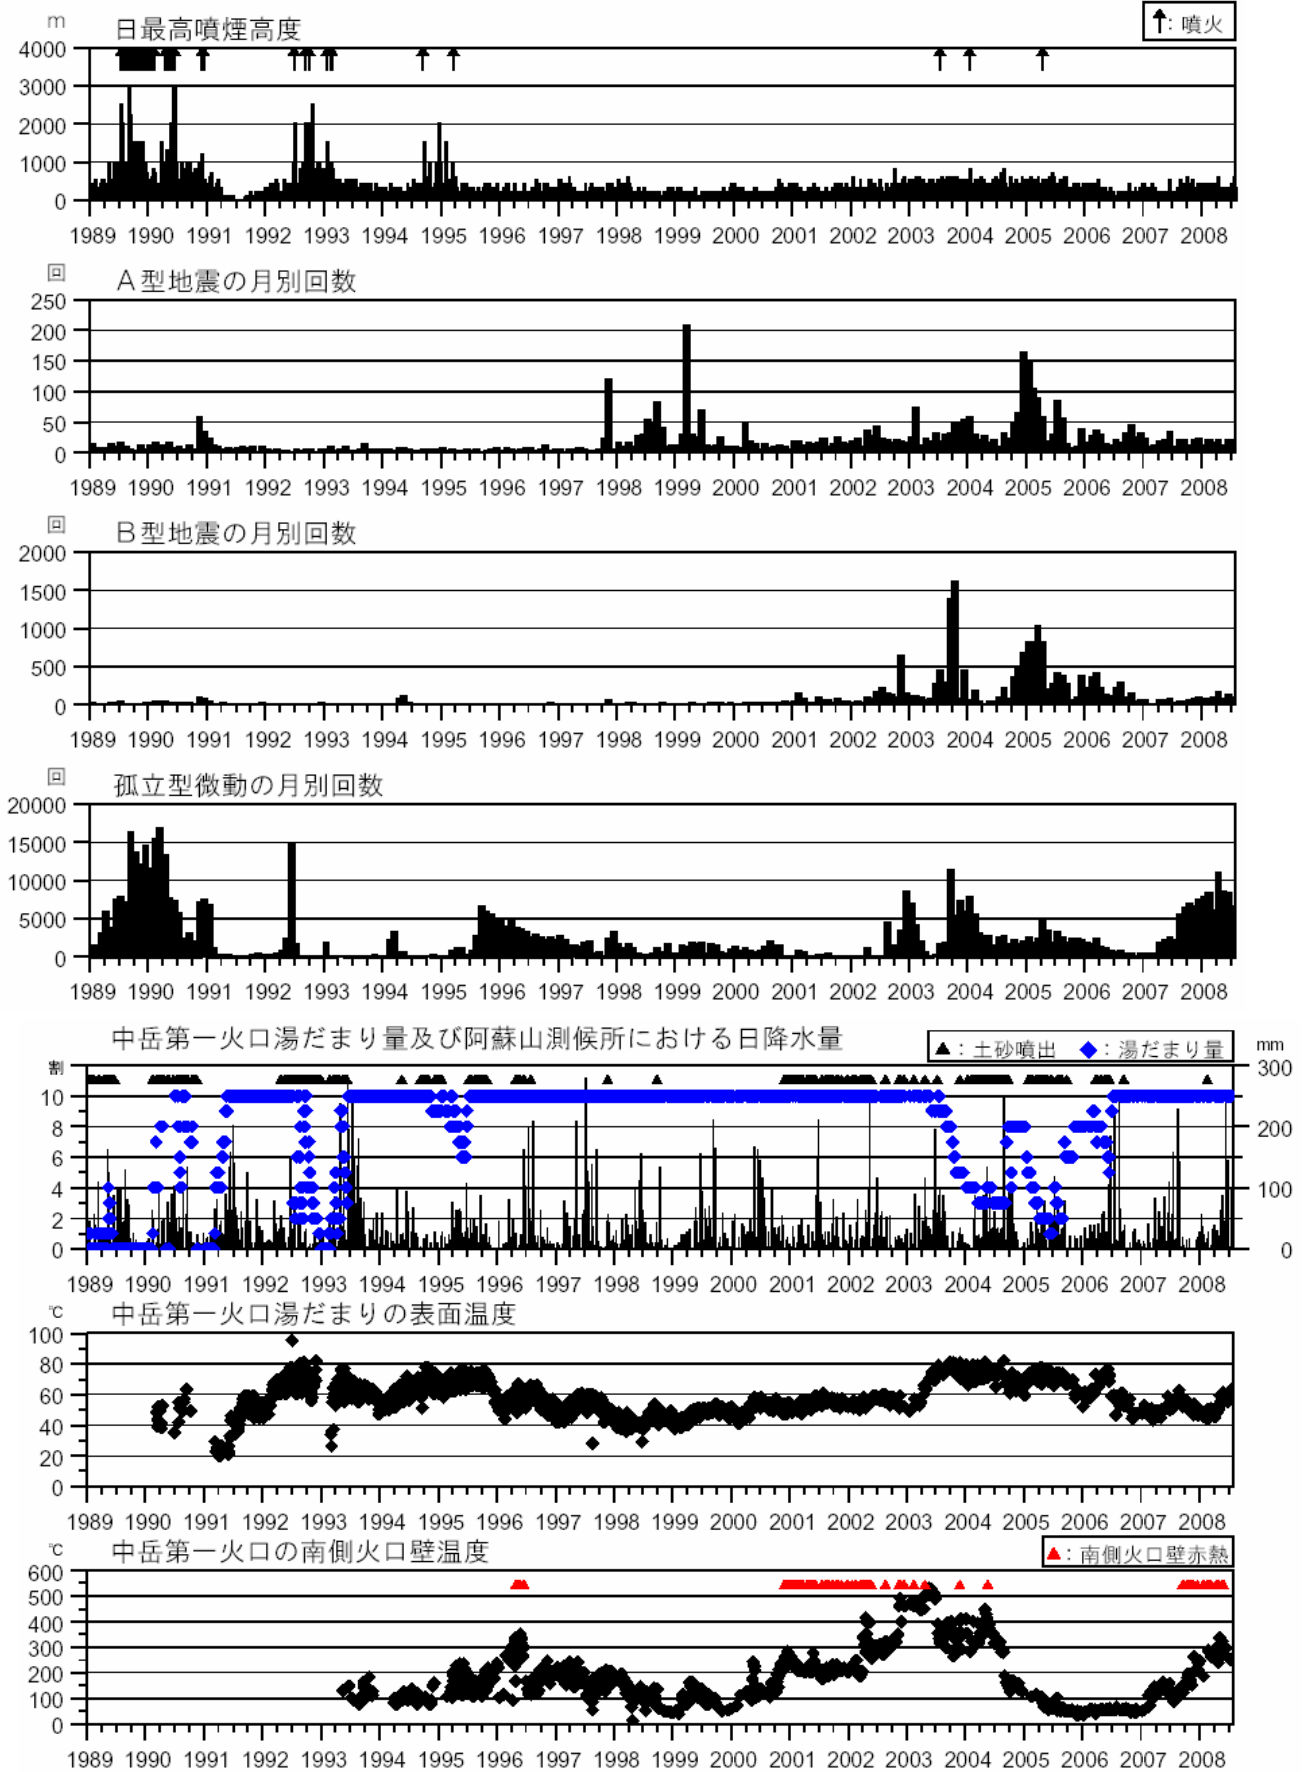 m 日最高噴煙高度 : 噴火
4000
3000
2000
1000
0
1989 1990 1991 1992 1993 1994 1995 1996 1997 1998 1999 2000 2001 2002 2003 2004 2005 2006 2007 2008
回 A型地震の月別回数
250
200
150
100
50
0
1989 1990 1991 1992 1993 1994 1995 1996 1997 1998 1999 2000 2001 2002 2003 2004 2005 2006 2007 2008
回 B型地震の月別回数
2000
1500
1000
500
0
1989 1990 1991 1992 1993 1994 1995 1996 1997 1998 1999 2000 2001 2002 2003 2004 2005 2006 2007 2008
回 孤立型微動の月別回数
20000
15000
10000
5000
0
1989 1990 1991 1992 1993 1994 1995 1996 1997 1998 1999 2000 2001 2002 2003 2004 2005 2006 2007 2008
中岳第一火口湯だまり量及び阿蘇山測候所における日降水量 ▲: 土砂噴出 ◆: 湯だまり量 mm
割 300
10
8 200
6
4 100
2
0 0
1989 1990 1991 1992 1993 1994 1995 1996 1997 1998 1999 2000 2001 2002 2003 2004 2005 2006 2007 2008
℃ 中岳第一火口湯だまりの表面温度
100
80
60
40
20
0
1989 1990 1991 1992 1993 1994 1995 1996 1997 1998 1999 2000 2001 2002 2003 2004 2005 2006 2007 2008
℃ 中岳第一火口の南側火口壁温度 ▲: 南側火口壁赤熱
600
500
400
300
200
100
0
1989 1990 1991 1992 1993 1994 1995 1996 1997 1998 1999 2000 2001 2002 2003 2004 2005 2006 2007 2008